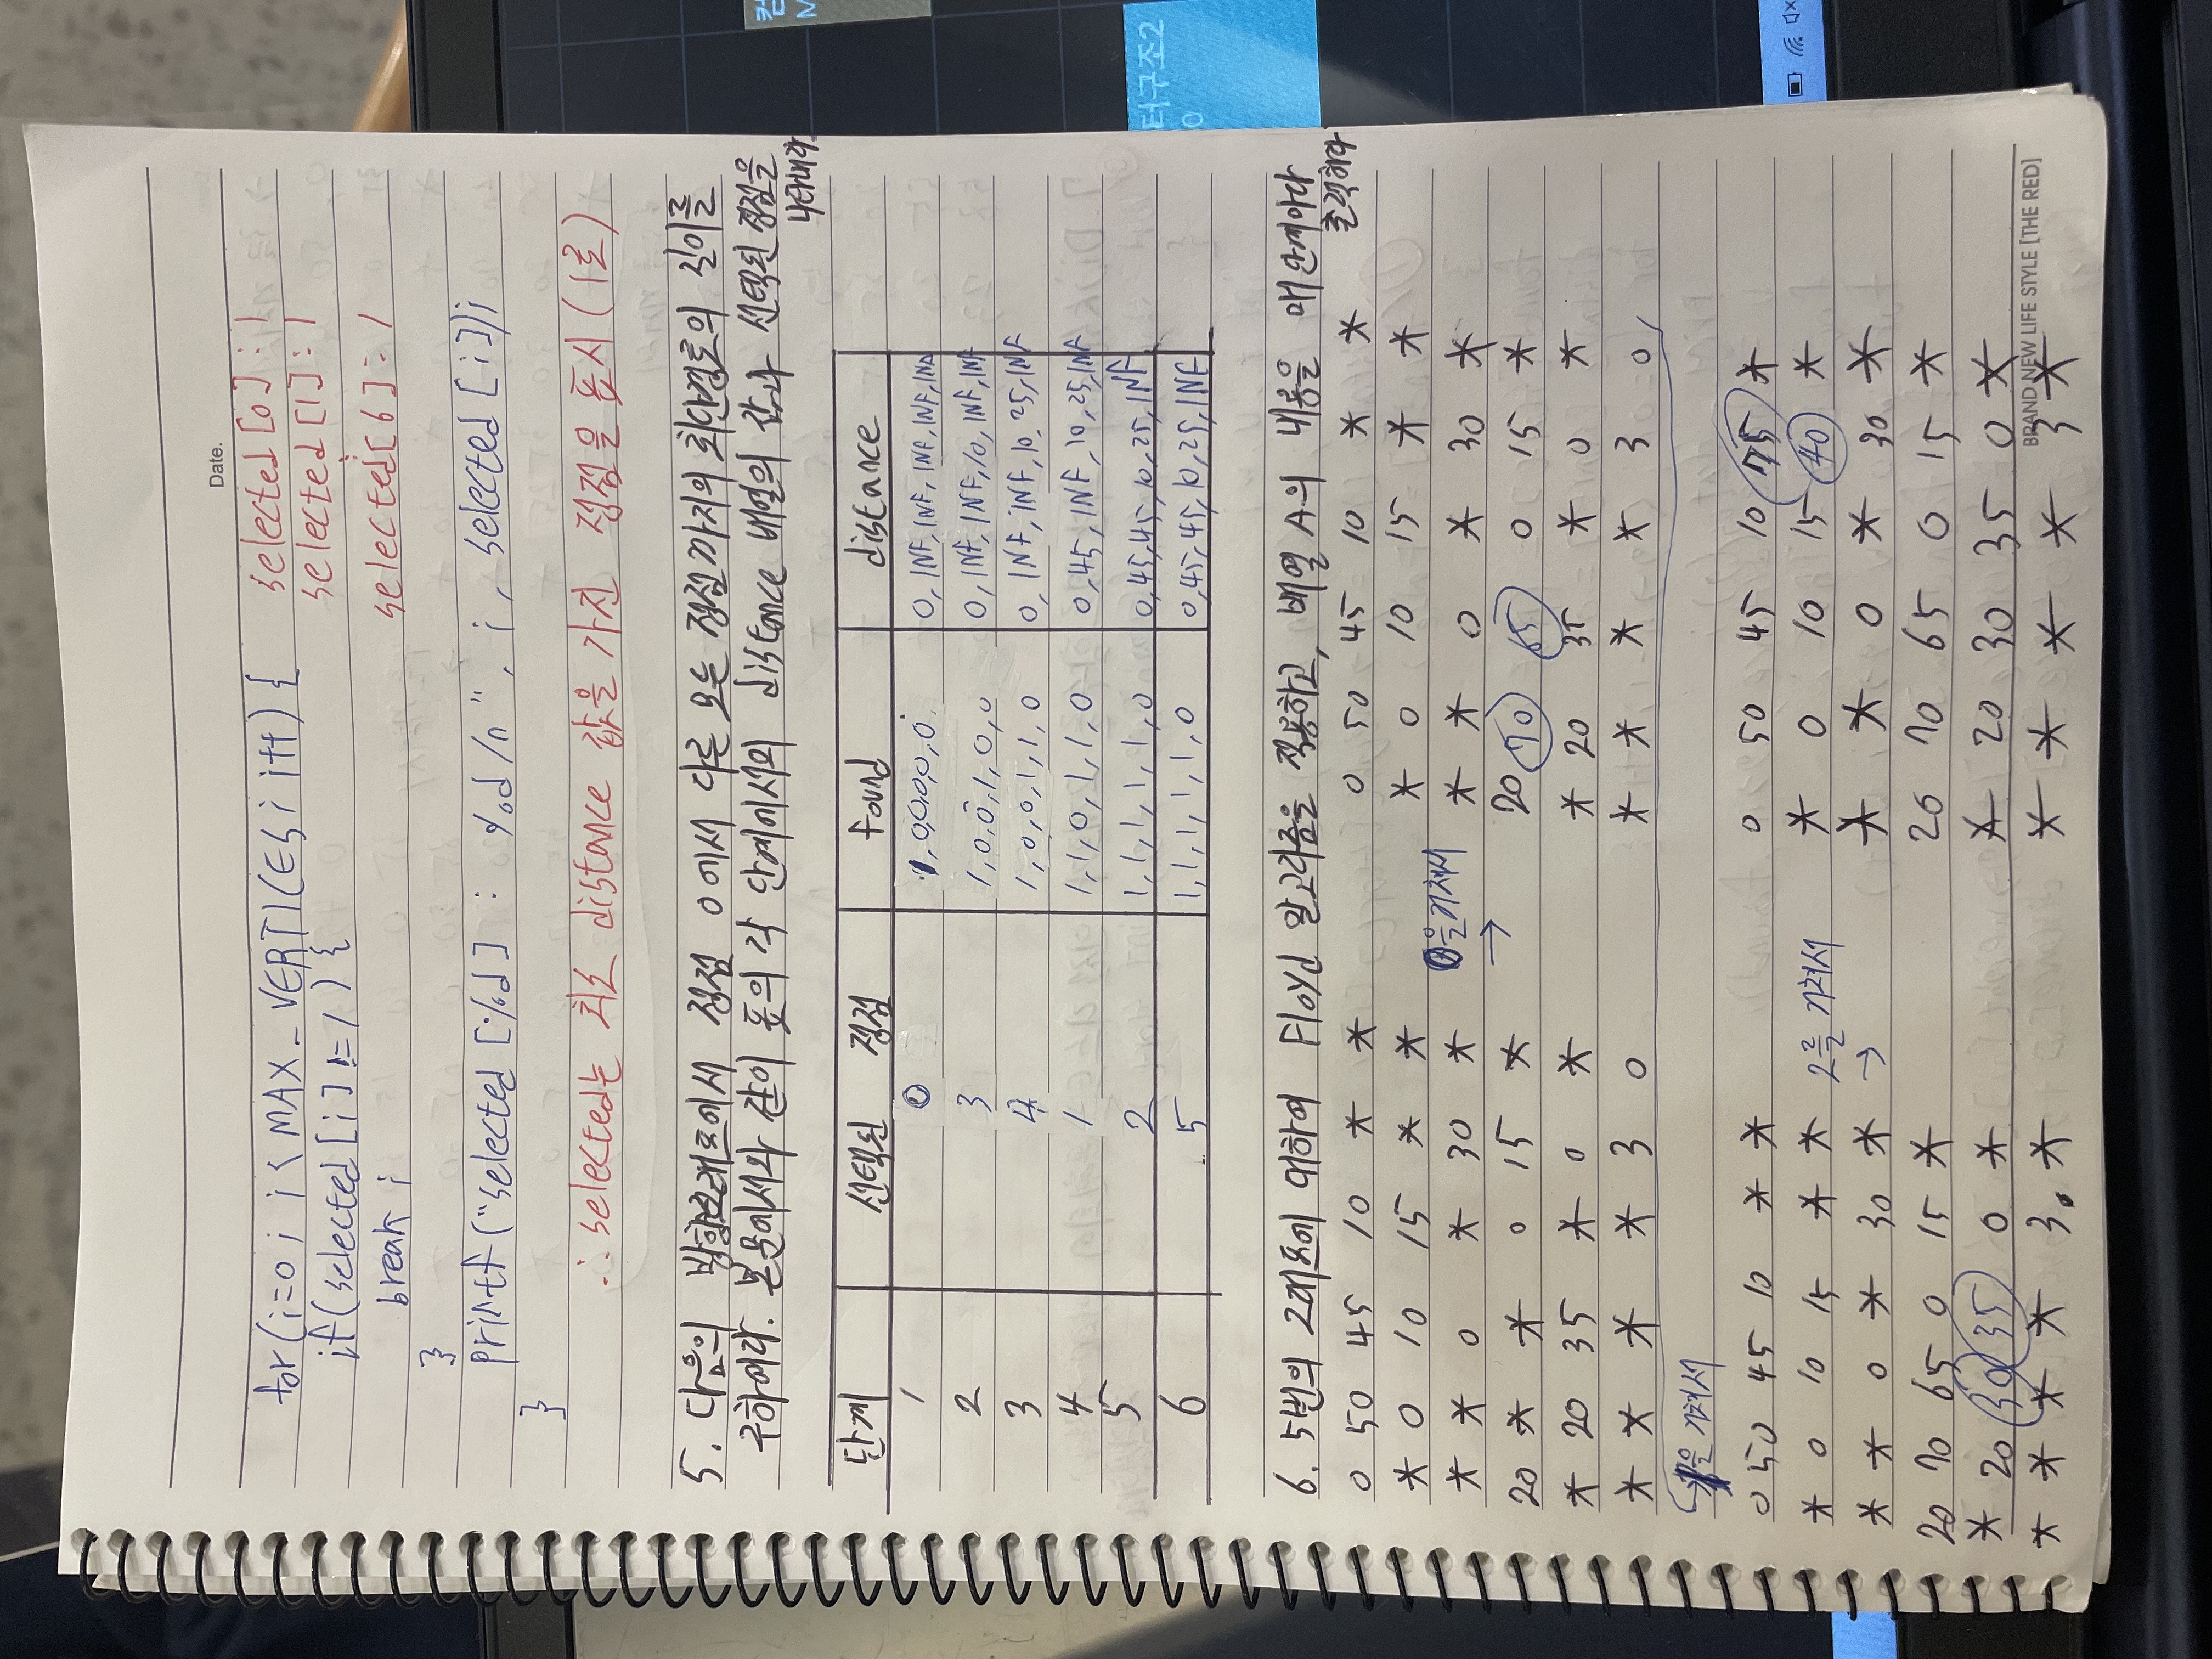 Date.
for(i=0; i < MAX_VERTICES; i++) { selected[0] : 1
if(selected[i] != 1) { selected[1] : 1
break; ⋮
} selected[6] : 1
printf("selected [%d] : %d/n", i, selected[i]);
}
∴ selected는 최소 distance 값을 가진 정점을 표시 (1로)
5. 다음의 방향그래프에서 정점 0에서 다른 모든 정점까지의 최단경로의 길이를
구하여라. 본문에서와 같이 표의 각 단계에서의 distance 배열의 값과 선택된 정점을
나타내라.
단계 선택된 정점 found distance
1 0 1,0,0,0,0,0 0, INF, INF, INF, INF, INF
2 3 1,0,0,1,0,0 0, INF, INF, 10, INF, INF
3 4 1,0,0,1,1,0 0, INF, INF, 10, 25, INF
4 1 1,1,0,1,1,0 0,45, INF, 10, 25, INF
5 2 1,1,1,1,1,0 0,45,45,10,25,INF
6 5 1,1,1,1,1,0 0,45,45,10,25,INF
6. 5번의 그래프에 대하여 Floyd 알고리즘을 적용하고, 배열 A의 내용을 매 단계마다
출력하라
0 50 45 10 * * 0 50 45 10 * *
* 0 10 15 * * * 0 10 15 * *
* * 0 * 30 * 0을 거쳐서 * * 0 * 30 *
20 * * 0 15 * → 20 70 65 0 15 *
* 20 35 * 0 * * 20 35 * 0 *
* * * * 3 0 * * * * 3 0
1을 거쳐서
0 50 45 10 * * 0 50 45 10 75 *
* 0 10 15 * * 2를 거쳐서 * 0 10 15 40 *
* * 0 * 30 * → * * 0 * 30 *
20 70 65 0 15 * 20 70 65 0 15 *
* 20 30 35 0 * * 20 30 35 0 *
* * * * 3 * * * * * 3 *
BRAND NEW LIFE STYLE [THE RED]
컴
M
터구조2
0